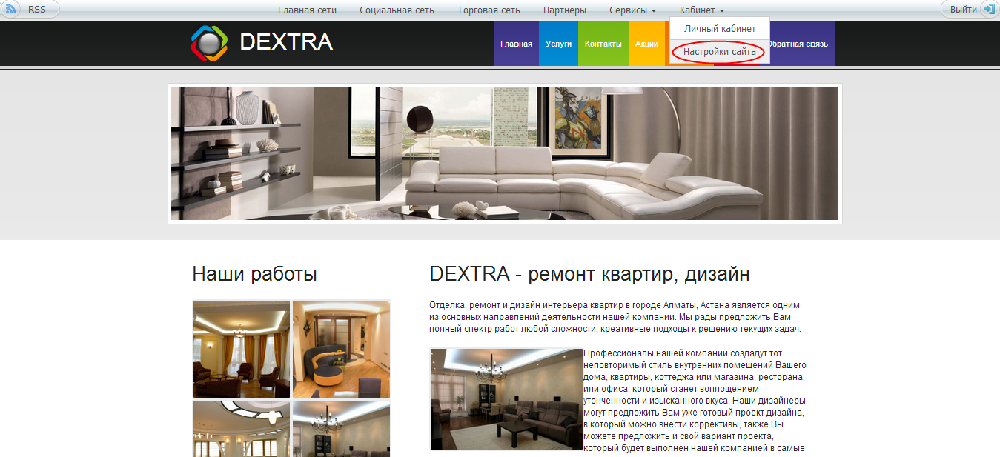 RSS
Главная сети
Социальная сеть
Торговая сеть
Партнеры
Сервисы
Кабинет
Выйти
Личный кабинет
Настройки сайта
DEXTRA
Главная
Услуги
Контакты
Акции
Обратная связь
Наши работы
DEXTRA - ремонт квартир, дизайн
Отделка, ремонт и дизайн интерьера квартир в городе Алматы, Астана является одним
из основных направлений деятельности нашей компании. Мы рады предложить Вам
полный спектр работ любой сложности, креативные подходы к решению текущих задач.
Профессионалы нашей компании создадут тот
неповторимый стиль внутренних помещений Вашего
дома, квартиры, коттеджа или магазина, ресторана,
или офиса, который станет воплощением
утонченности и изысканного вкуса. Наши дизайнеры
могут предложить Вам уже готовый проект дизайна,
в который можно внести коррективы, также Вы
можете предложить и свой вариант проекта,
который будет выполнен нашей компанией в самые